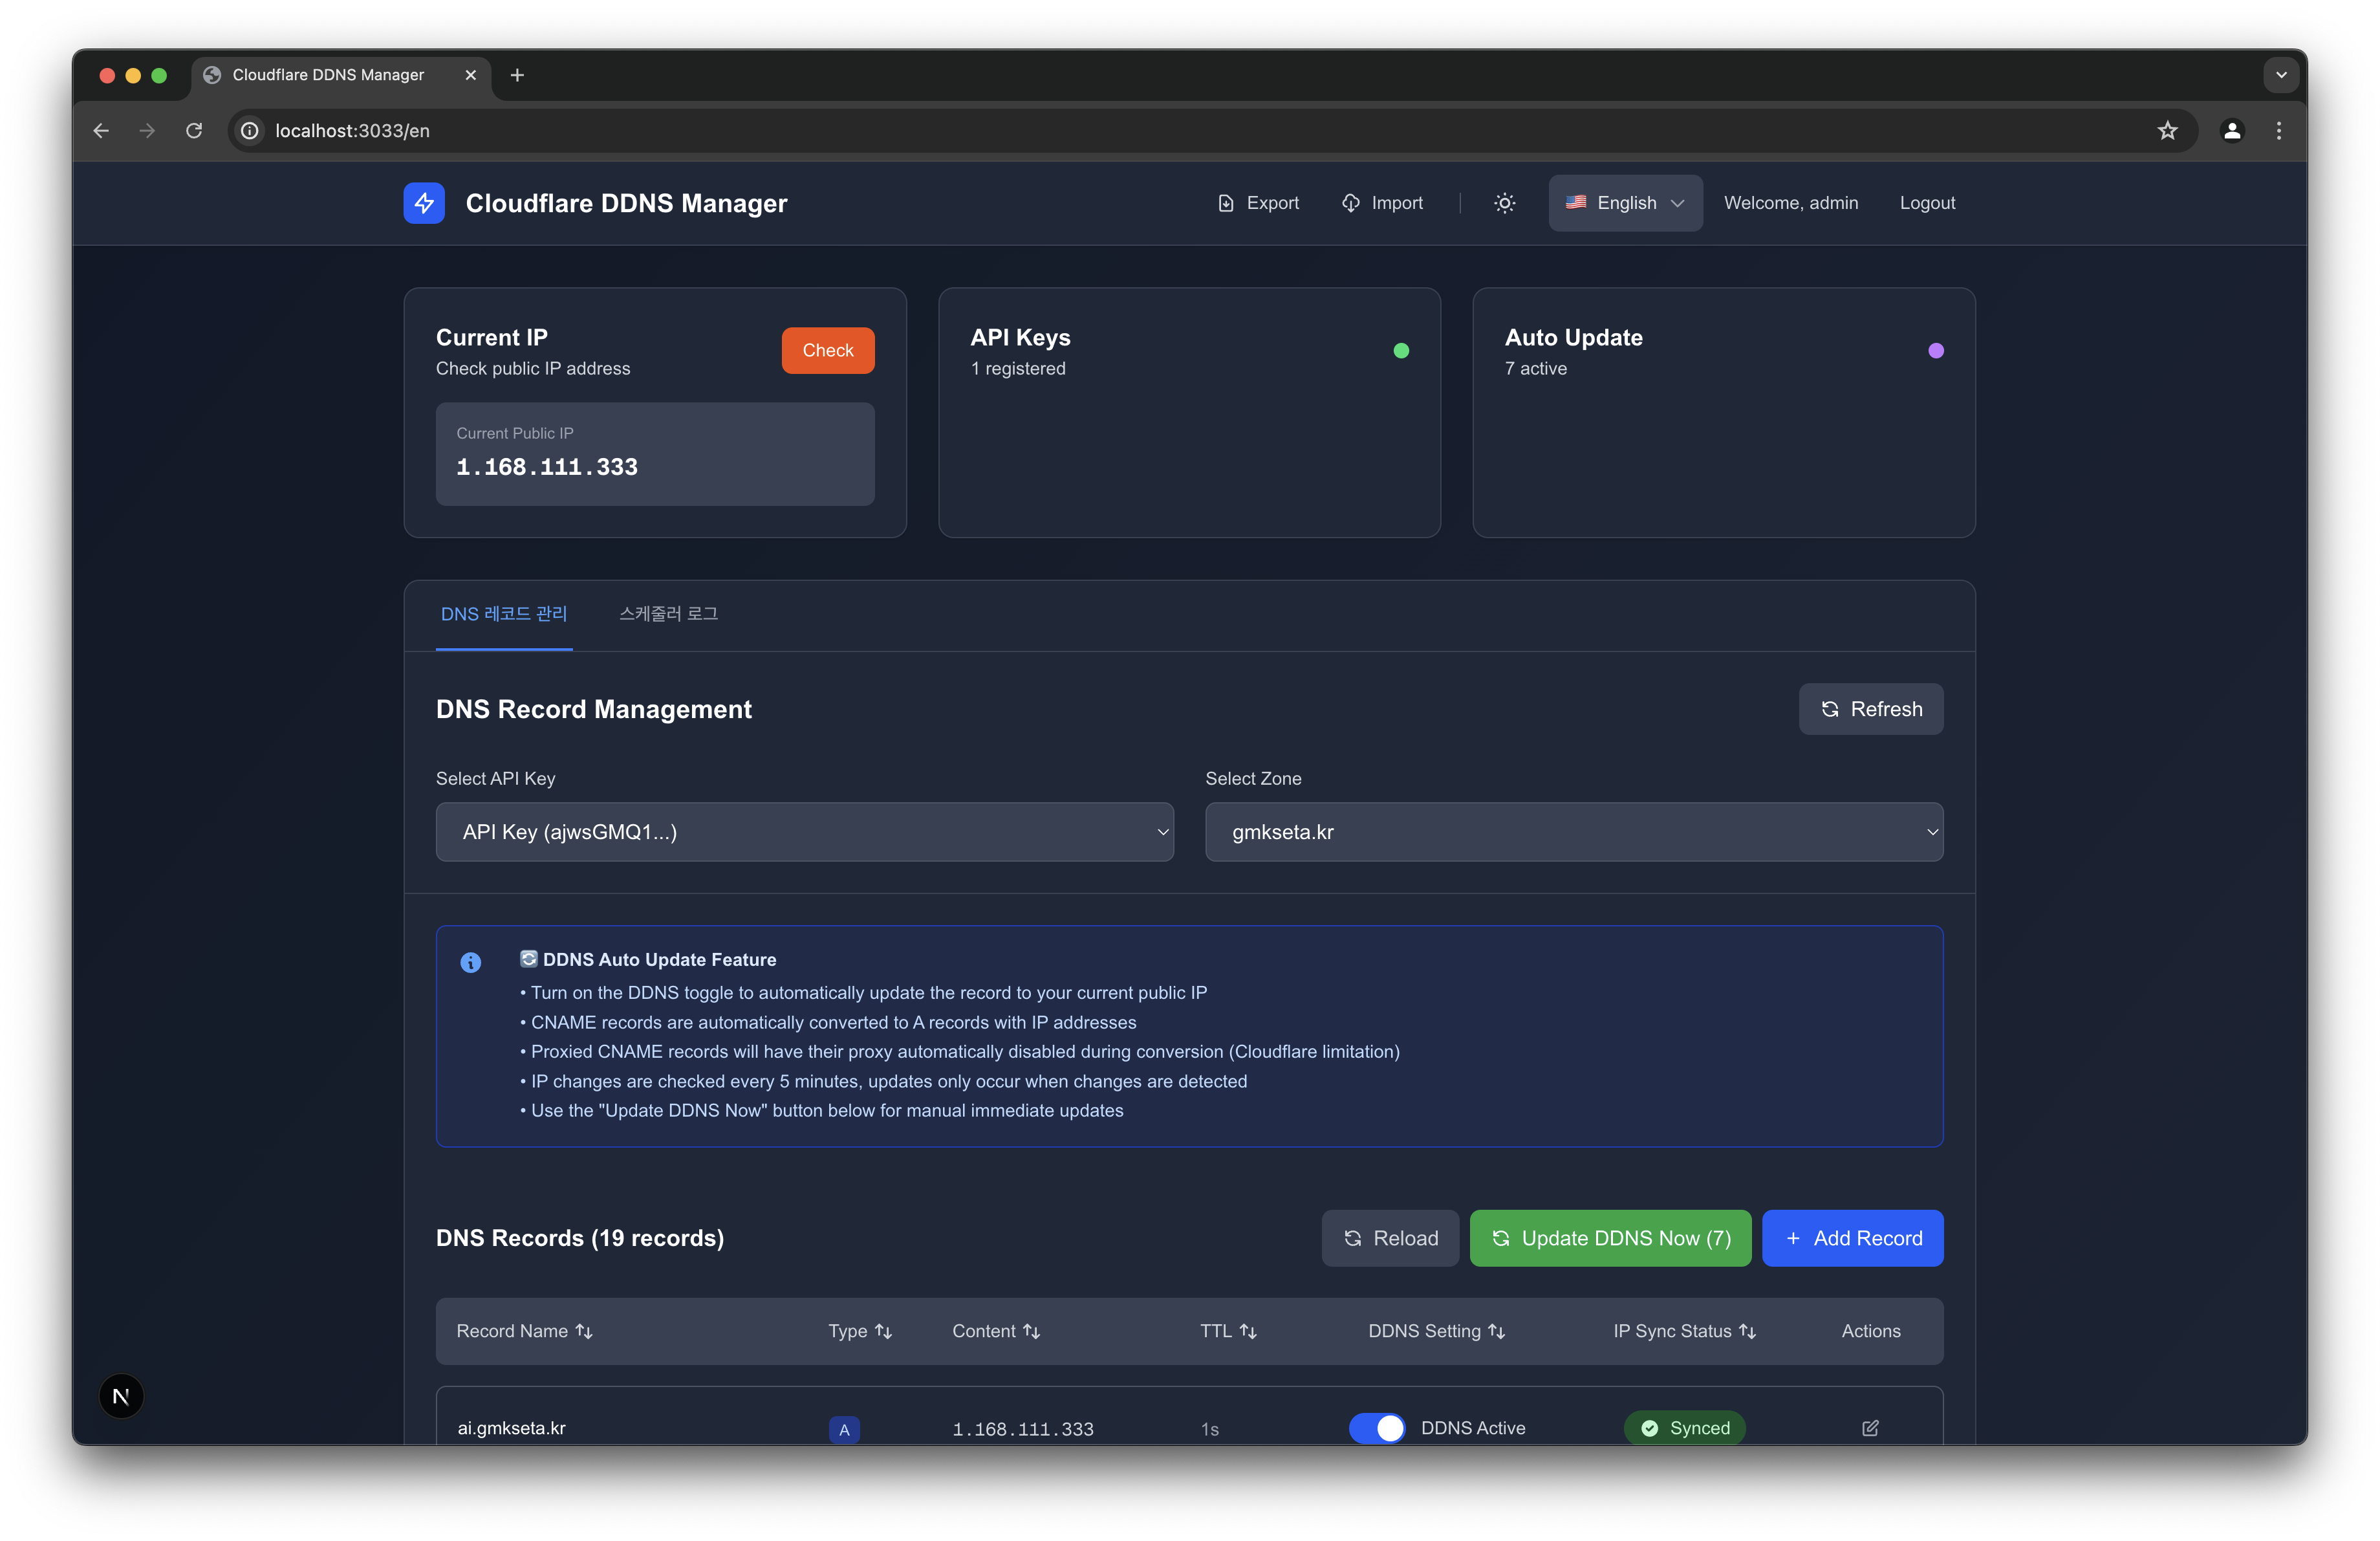 Cloudflare DDNS Manager
localhost:3033/en
Cloudflare DDNS Manager
Export
Import
English
Welcome, admin
Logout
Current IP
Check public IP address
Check
Current Public IP
1.168.111.333
API Keys
1 registered
Auto Update
7 active
DNS 레코드 관리
스케줄러 로그
DNS Record Management
Refresh
Select API Key
API Key (ajwsGMQ1...)
Select Zone
gmkseta.kr
DDNS Auto Update Feature
• Turn on the DDNS toggle to automatically update the record to your current public IP
• CNAME records are automatically converted to A records with IP addresses
• Proxied CNAME records will have their proxy automatically disabled during conversion (Cloudflare limitation)
• IP changes are checked every 5 minutes, updates only occur when changes are detected
• Use the "Update DDNS Now" button below for manual immediate updates
DNS Records (19 records)
Reload
Update DDNS Now (7)
+ Add Record
Record Name
Type
Content
TTL
DDNS Setting
IP Sync Status
Actions
ai.gmkseta.kr
A
1.168.111.333
1s
DDNS Active
Synced
N